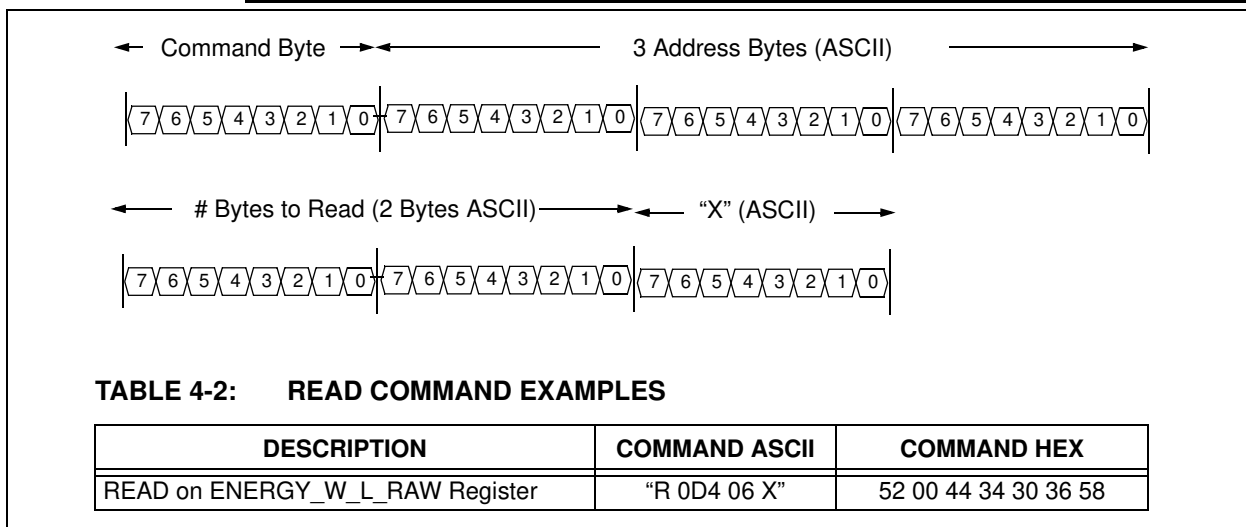 Command Byte 3 Address Bytes (ASCII)
7 6 5 4 3 2 1 0 7 6 5 4 3 2 1 0 7 6 5 4 3 2 1 0 7 6 5 4 3 2 1 0
# Bytes to Read (2 Bytes ASCII) “X” (ASCII)
7 6 5 4 3 2 1 0 7 6 5 4 3 2 1 0 7 6 5 4 3 2 1 0
TABLE 4-2: READ COMMAND EXAMPLES
DESCRIPTION COMMAND ASCII COMMAND HEX
READ on ENERGY_W_L_RAW Register “R 0D4 06 X” 52 00 44 34 30 36 58